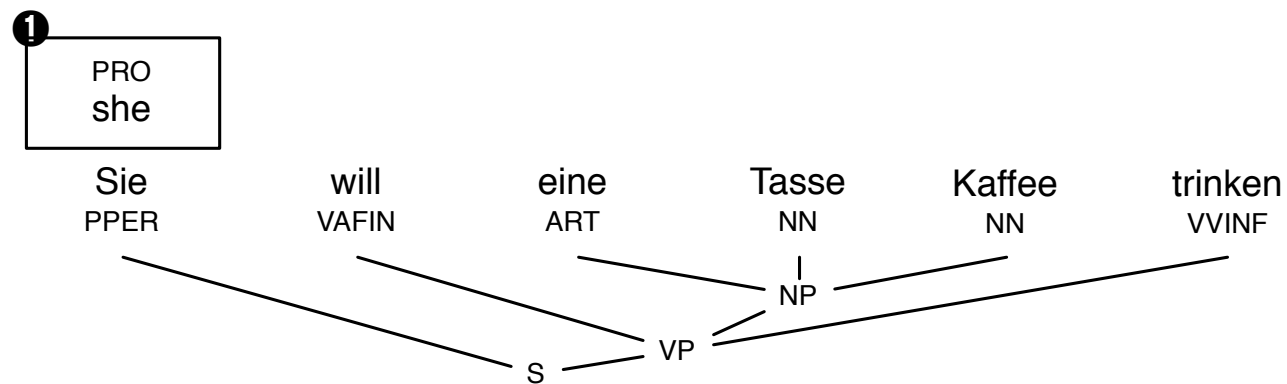 1
PRO
she
Sie will eine Tasse Kaffee trinken
PPER VAFIN ART NN NN VVINF
NP
VP
S